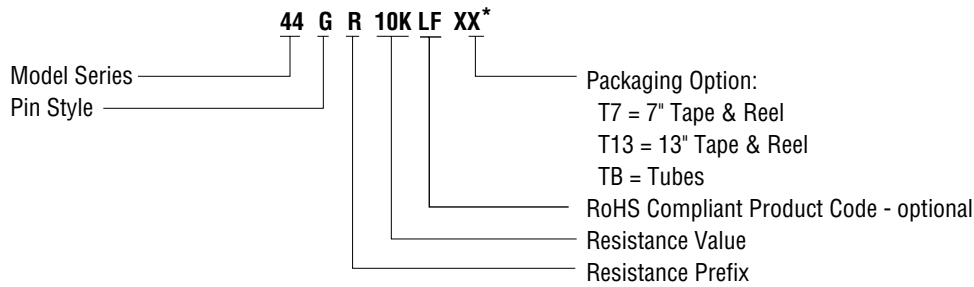 44 G R 10K LF XX*
Model Series
Pin Style
Packaging Option:
T7 = 7" Tape & Reel
T13 = 13" Tape & Reel
TB = Tubes
RoHS Compliant Product Code - optional
Resistance Value
Resistance Prefix